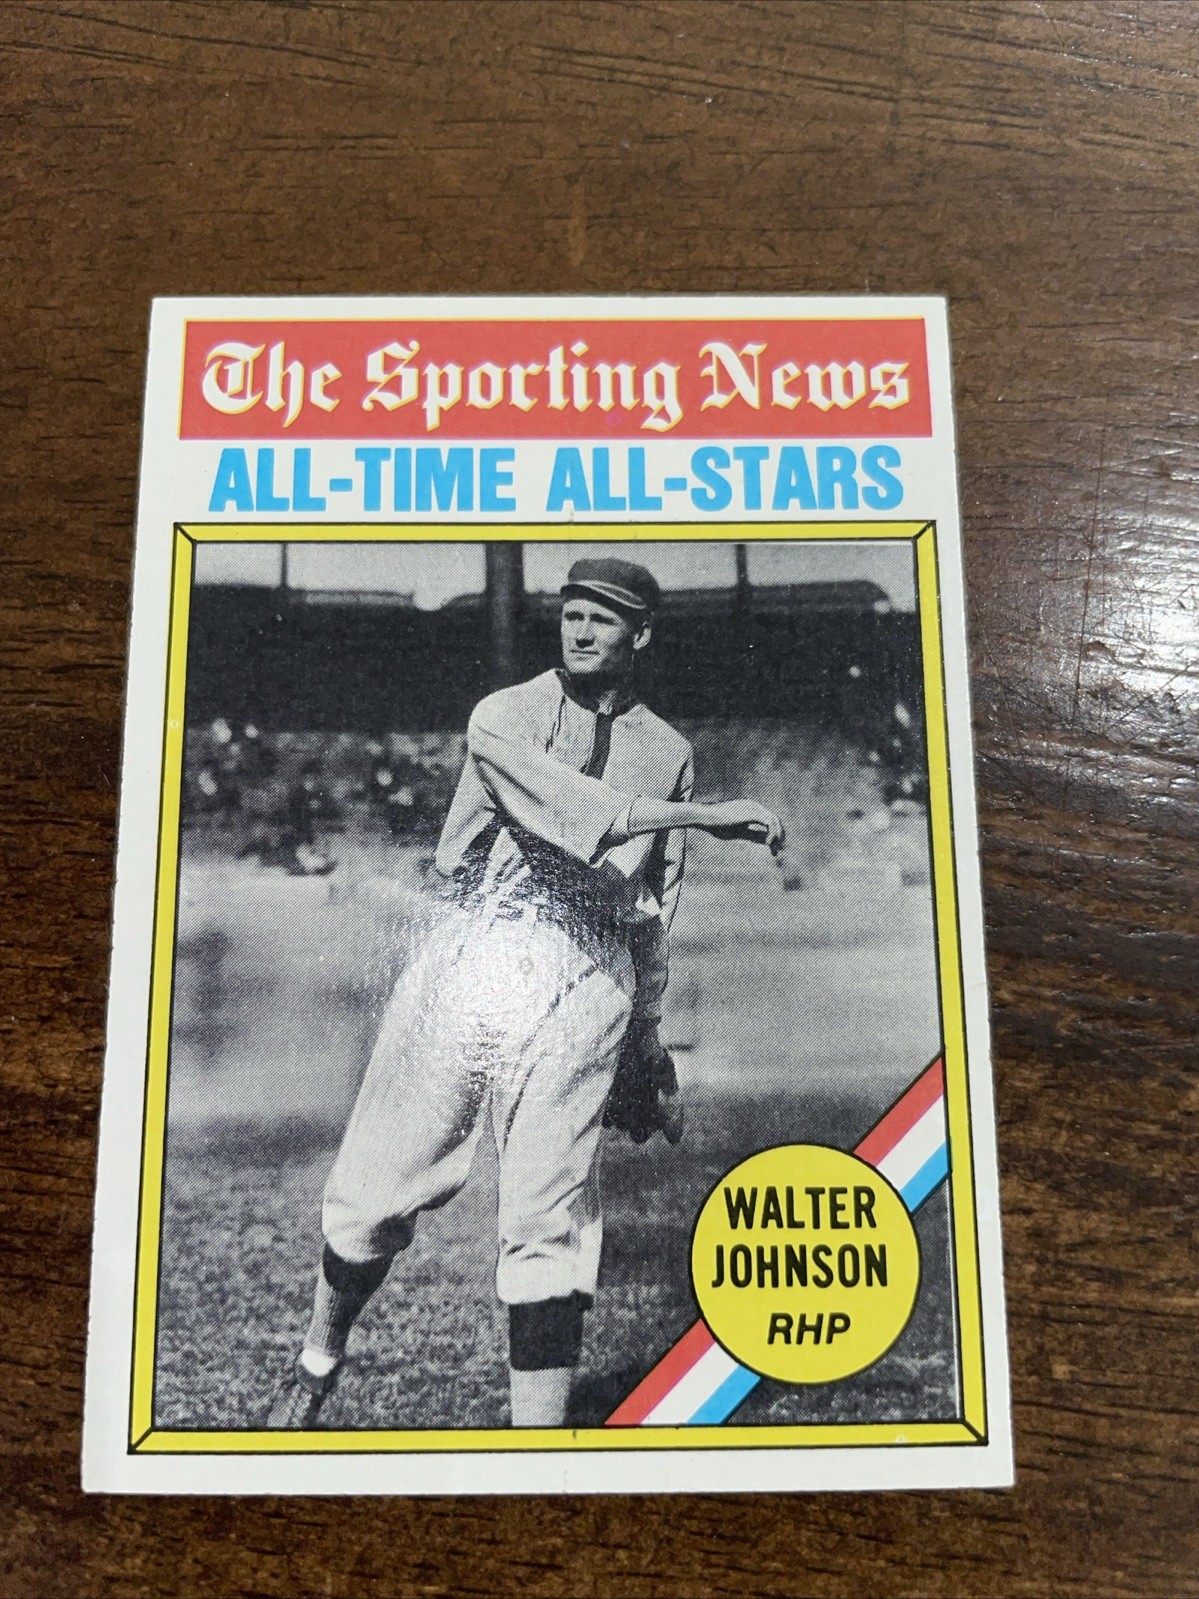 The Sporting News
ALL-TIME ALL-STARS
WALTER
JOHNSON
RHP